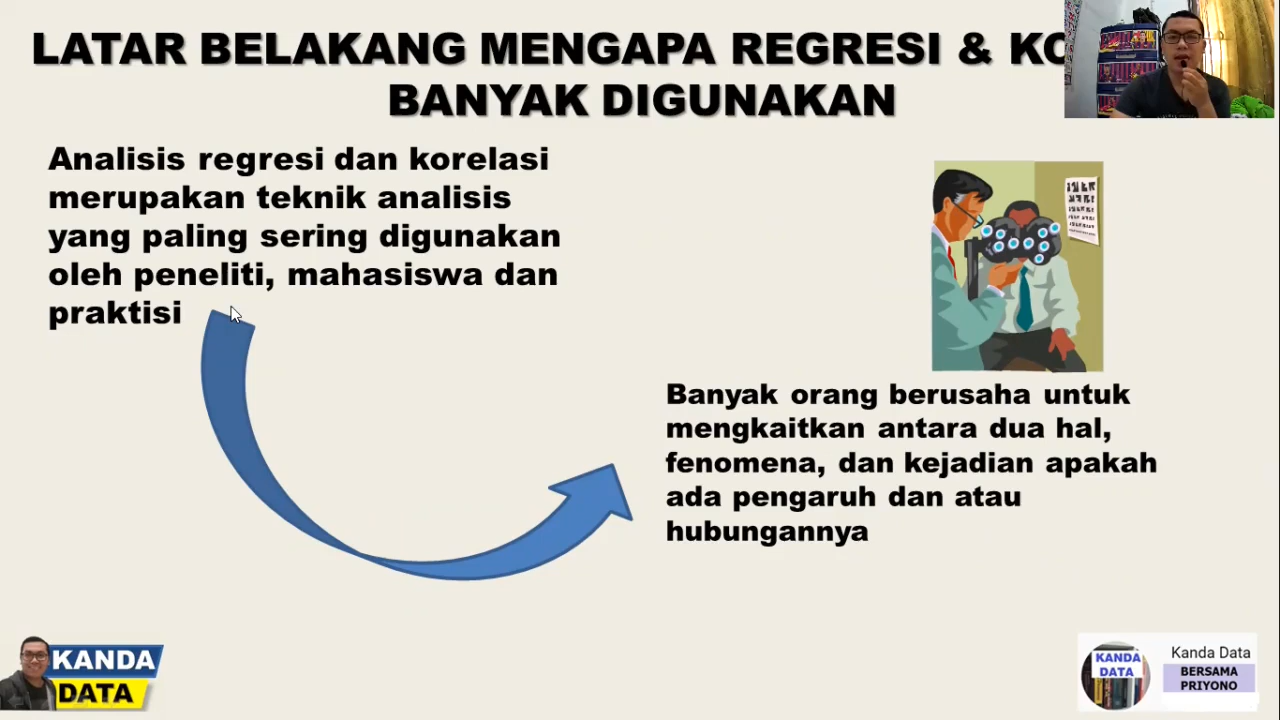 LATAR BELAKANG MENGAPA REGRESI & KO
BANYAK DIGUNAKAN
Analisis regresi dan korelasi
merupakan teknik analisis
yang paling sering digunakan
oleh peneliti, mahasiswa dan
praktisi
Banyak orang berusaha untuk
mengkaitkan antara dua hal,
fenomena, dan kejadian apakah
ada pengaruh dan atau
hubungannya
KANDA
DATA
KANDA
DATA
Kanda Data
BERSAMA
PRIYONO